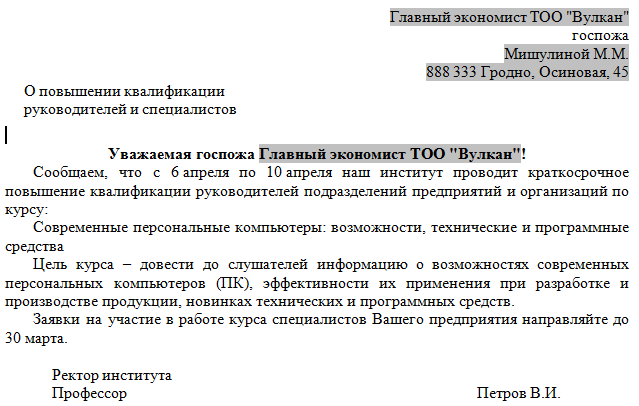 Главный экономист ТОО "Вулкан"
госпожа
Мишулиной М.М.
888 333 Гродно, Осиновая, 45
О повышении квалификации
руководителей и специалистов
Уважаемая госпожа Главный экономист ТОО "Вулкан"!
Сообщаем, что с 6 апреля по 10 апреля наш институт проводит краткосрочное
повышение квалификации руководителей подразделений предприятий и организаций по
курсу:
Современные персональные компьютеры: возможности, технические и программные
средства
Цель курса – довести до слушателей информацию о возможностях современных
персональных компьютеров (ПК), эффективности их применения при разработке и
производстве продукции, новинках технических и программных средств.
Заявки на участие в работе курса специалистов Вашего предприятия направляйте до
30 марта.
Ректор института
Профессор Петров В.И.